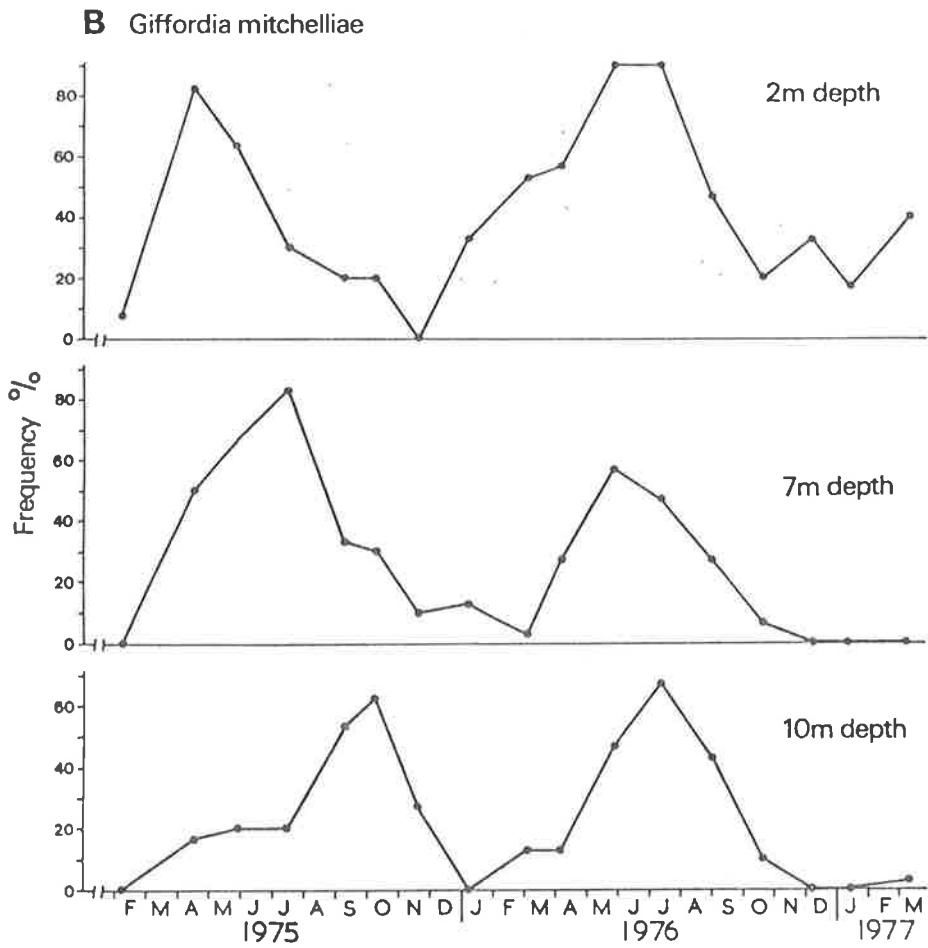 B Giffordia mitchelliae
2m depth
80
60
40
20
0
Frequency %
7m depth
80
60
40
20
0
10m depth
60
40
20
0
F M A M J J A S O N D J F M A M J J A S O N D J F M
1975 1976 1977